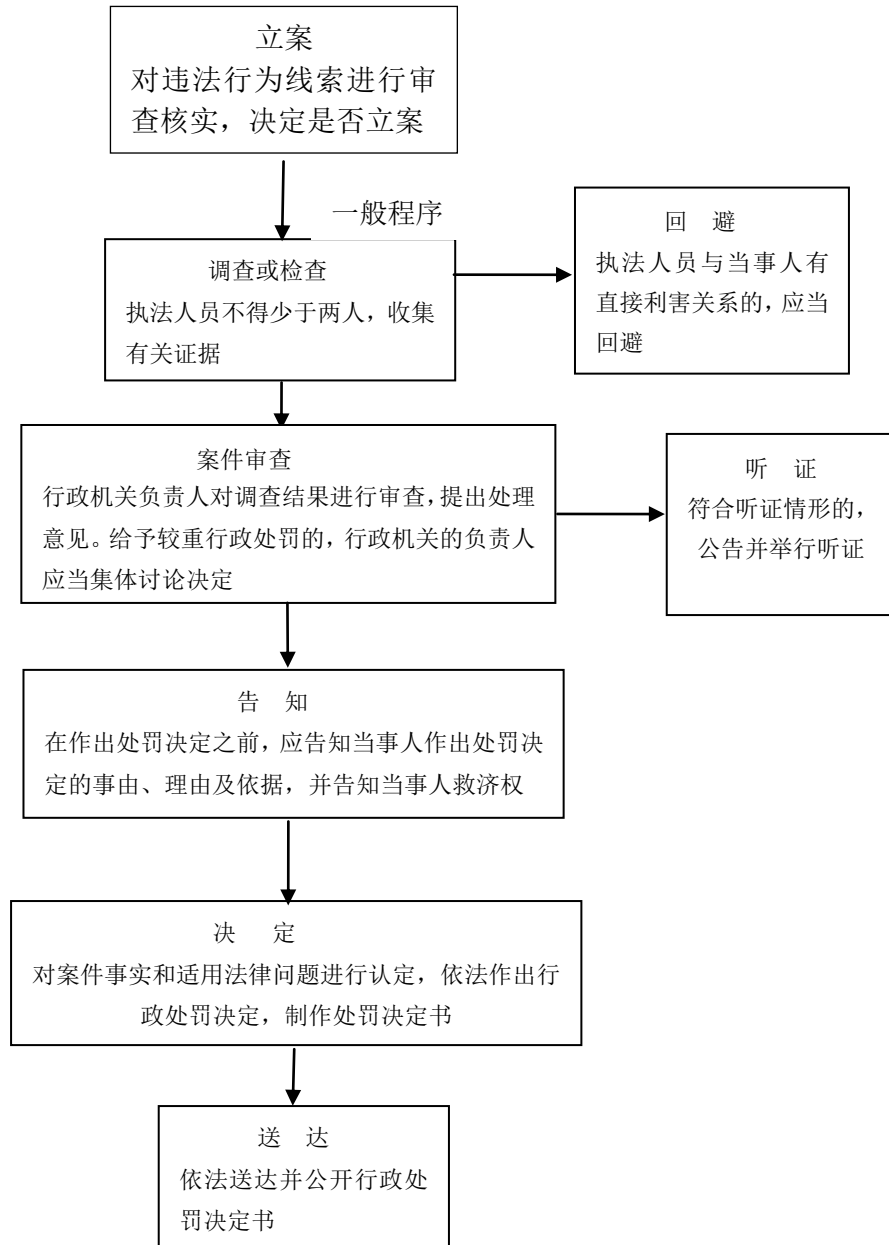 立案
对违法行为线索进行审
查核实，决定是否立案
一般程序
调查或检查
执法人员不得少于两人，收集
有关证据
回 避
执法人员与当事人有
直接利害关系的，应当
回避
案件审查
行政机关负责人对调查结果进行审查，提出处理
意见。给予较重行政处罚的，行政机关的负责人
应当集体讨论决定
听 证
符合听证情形的，
公告并举行听证
告 知
在作出处罚决定之前，应告知当事人作出处罚决
定的事由、理由及依据，并告知当事人救济权
决 定
对案件事实和适用法律问题进行认定，依法作出行
政处罚决定，制作处罚决定书
送 达
依法送达并公开行政处
罚决定书